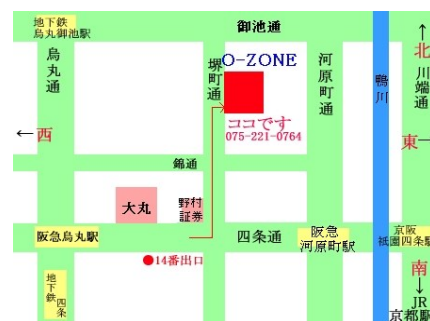 地下鉄
烏丸御池駅
御池通
↑
北
烏丸通
堺町通
O-ZONE
河原町通
鴨川
川端通
ココです
075-221-0764
←西
東一
錦通
大丸
野村
証券
阪急烏丸駅
四条通
阪急
河原町駅
京阪
祇園四条駅
●14番出口
地下鉄
四条
南
↓
JR
京都駅